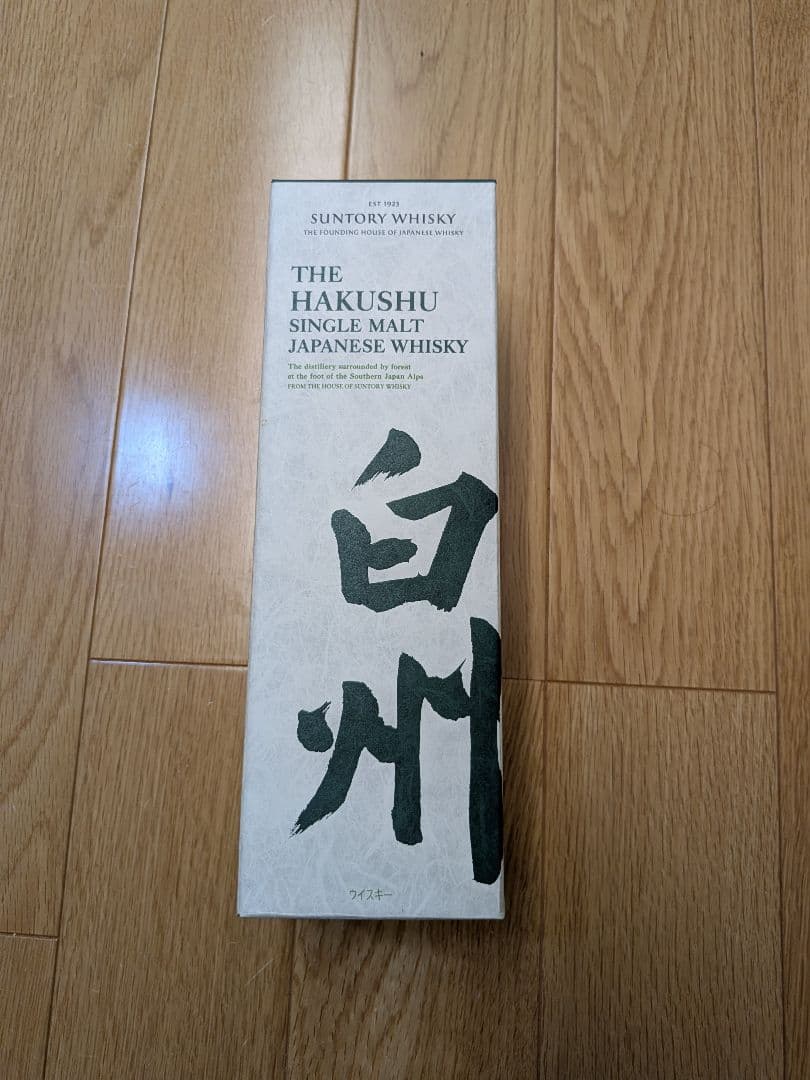 EST 1923
SUNTORY WHISKY
THE FOUNDING HOUSE OF JAPANESE WHISKY
THE
HAKUSHU
SINGLE MALT
JAPANESE WHISKY
The distillery surrounded by forest
at the foot of the Southern Japan Alps
FROM THE HOUSE OF SUNTORY WHISKY
白
州
ウイスキー